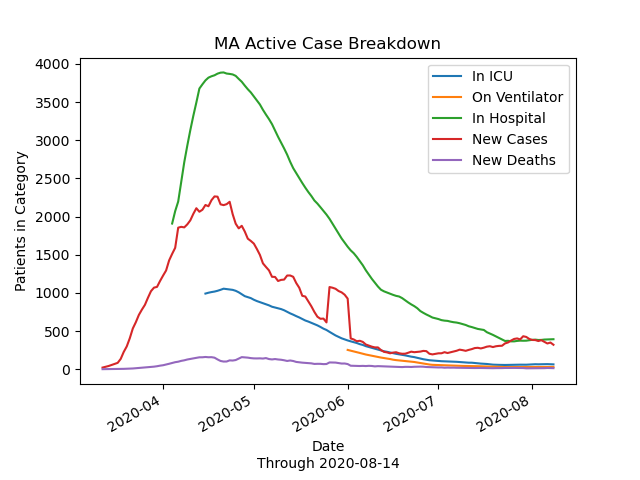 MA Active Case Breakdown
In ICU
On Ventilator
In Hospital
New Cases
New Deaths
Patients in Category
4000
3500
3000
2500
2000
1500
1000
500
0
2020-04
2020-05
2020-06
2020-07
2020-08
Date
Through 2020-08-14